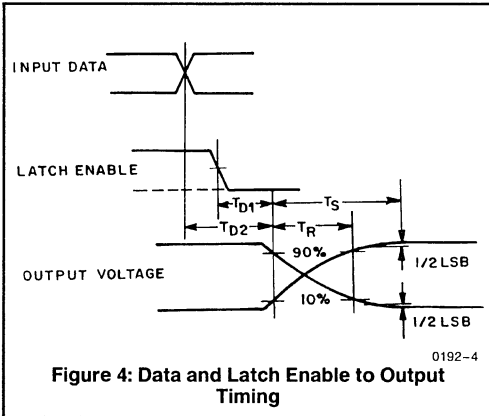 INPUT DATA
LATCH ENABLE
TD1
TS
TD2
TR
90%
OUTPUT VOLTAGE
10%
1/2 LSB
1/2 LSB
0192-4
Figure 4: Data and Latch Enable to Output
Timing